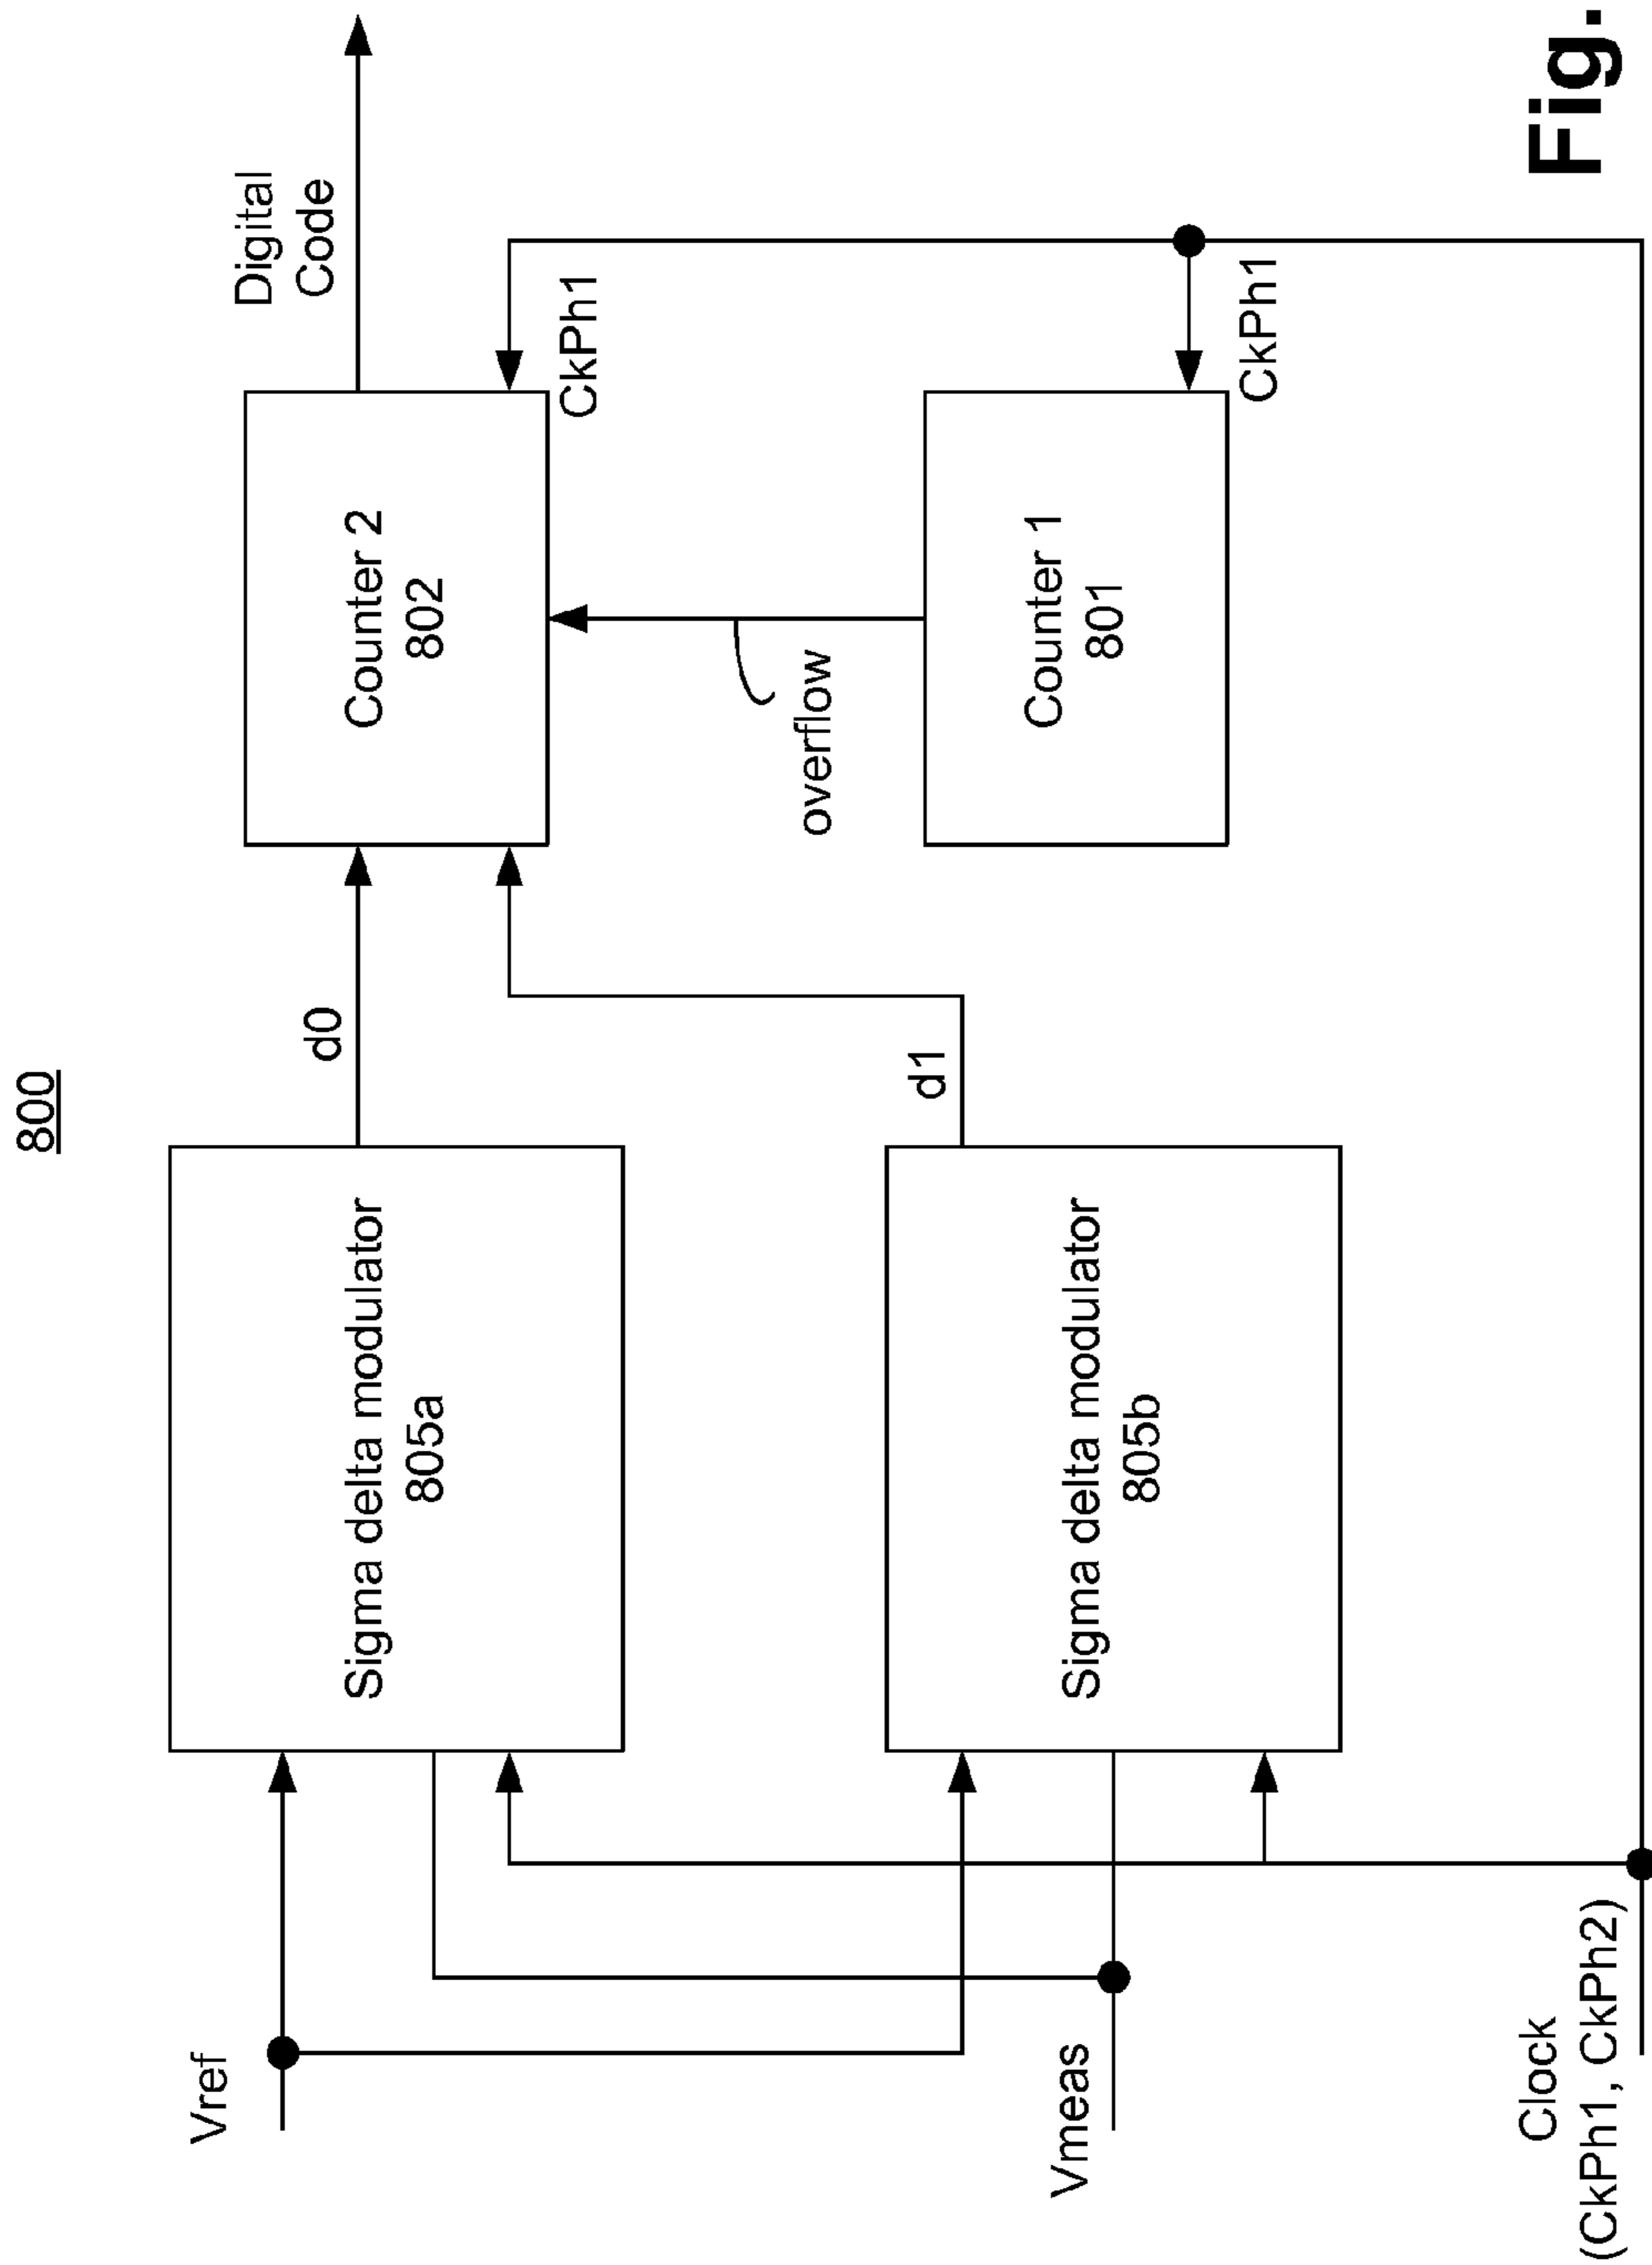 800
Vref
Sigma delta modulator
805a
d0
Counter 2
802
Digital
Code
CkPh1
overflow
Vmeas
Sigma delta modulator
805b
d1
Counter 1
801
CkPh1
Clock
(CkPh1, CkPh2)
Fig.